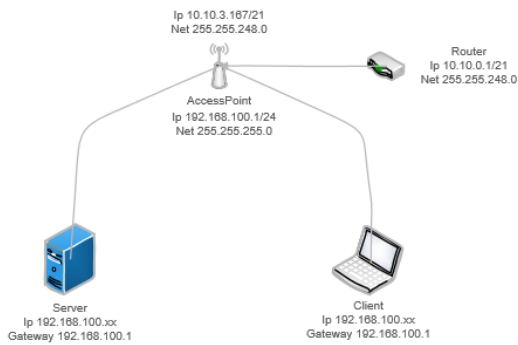 Ip 10.10.3.167/21
Net 255.255.248.0
Router
Ip 10.10.0.1/21
Net 255.255.248.0
AccessPoint
Ip 192.168.100.1/24
Net 255.255.255.0
Server
Ip 192.168.100.xx
Gateway 192.168.100.1
Client
Ip 192.168.100.xx
Gateway 192.168.100.1